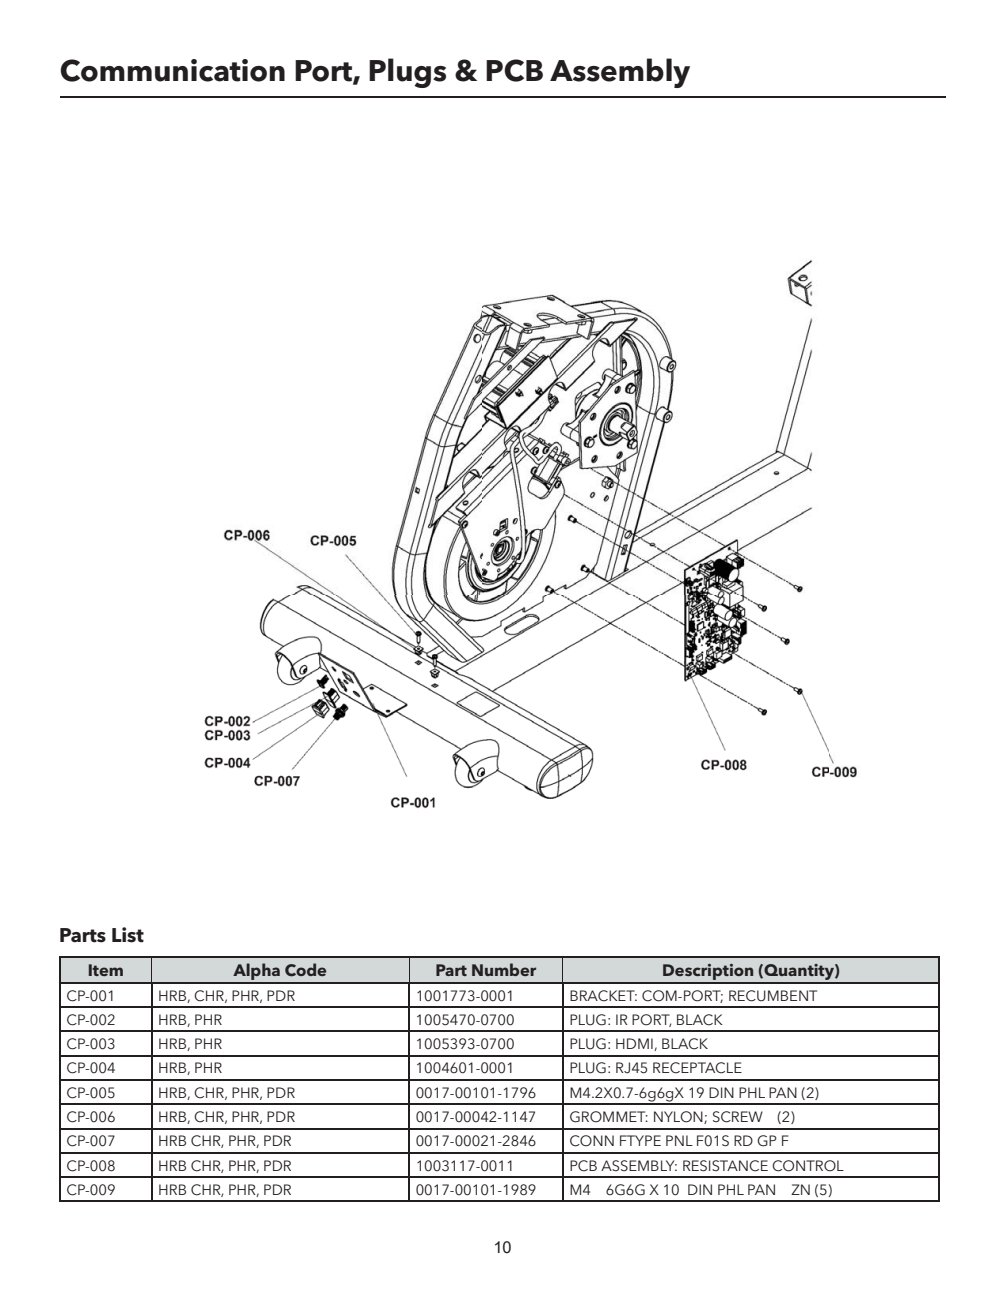 Communication Port, Plugs & PCB Assembly
CP-006
CP-005
CP-002
CP-003
CP-004
CP-007
CP-001
CP-008
CP-009
Parts List
Item Alpha Code Part Number Description (Quantity)
CP-001 HRB, CHR, PHR, PDR 1001773-0001 BRACKET: COM-PORT; RECUMBENT
CP-002 HRB, PHR 1005470-0700 PLUG: IR PORT, BLACK
CP-003 HRB, PHR 1005393-0700 PLUG: HDMI, BLACK
CP-004 HRB, PHR 1004601-0001 PLUG: RJ45 RECEPTACLE
CP-005 HRB, CHR, PHR, PDR 0017-00101-1796 M4.2X0.7-6g6gX 19 DIN PHL PAN (2)
CP-006 HRB, CHR, PHR, PDR 0017-00042-1147 GROMMET: NYLON; SCREW (2)
CP-007 HRB CHR, PHR, PDR 0017-00021-2846 CONN FTYPE PNL F01S RD GP F
CP-008 HRB CHR, PHR, PDR 1003117-0011 PCB ASSEMBLY: RESISTANCE CONTROL
CP-009 HRB CHR, PHR, PDR 0017-00101-1989 M4 6G6G X 10 DIN PHL PAN ZN (5)
10